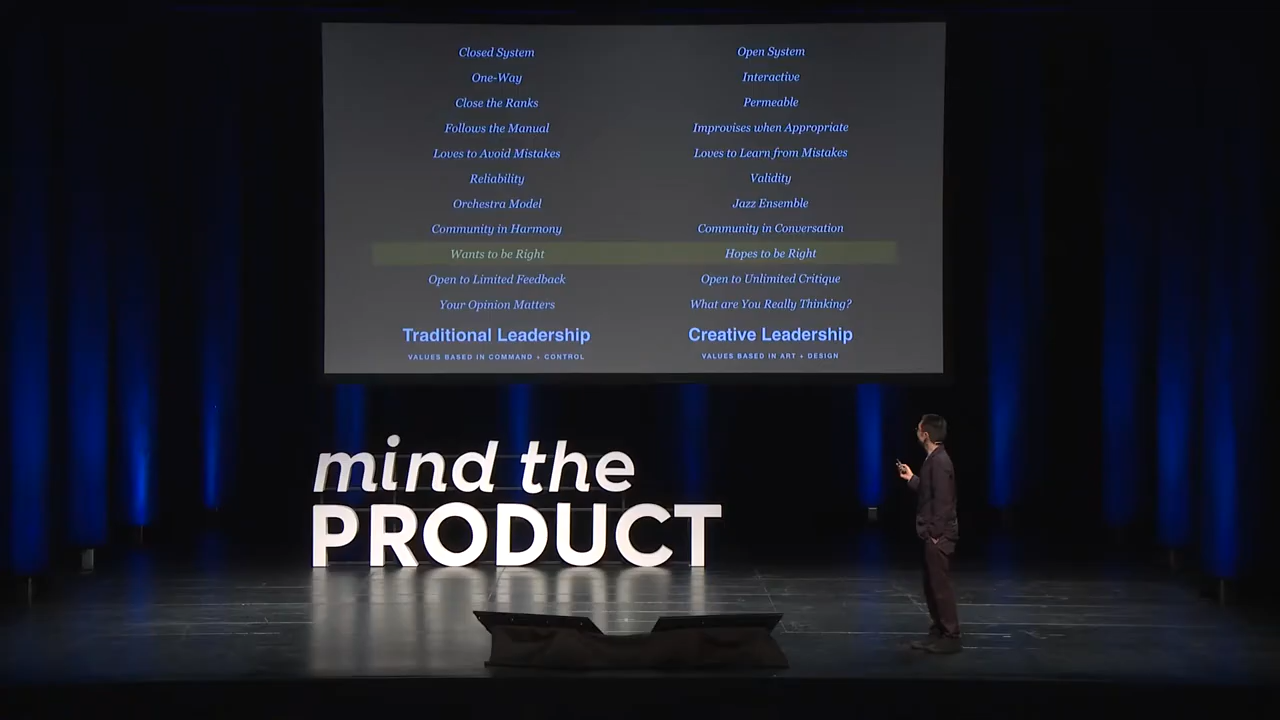 Closed System Open System
One-Way Interactive
Close the Ranks Permeable
Follows the Manual Improvises when Appropriate
Loves to Avoid Mistakes Loves to Learn from Mistakes
Reliability Validity
Orchestra Model Jazz Ensemble
Community in Harmony Community in Conversation
Wants to be Right Hopes to be Right
Open to Limited Feedback Open to Unlimited Critique
Your Opinion Matters What are You Really Thinking?
Traditional Leadership Creative Leadership
VALUES BASED IN COMMAND + CONTROL VALUES BASED IN ART + DESIGN
mind the
PRODUCT